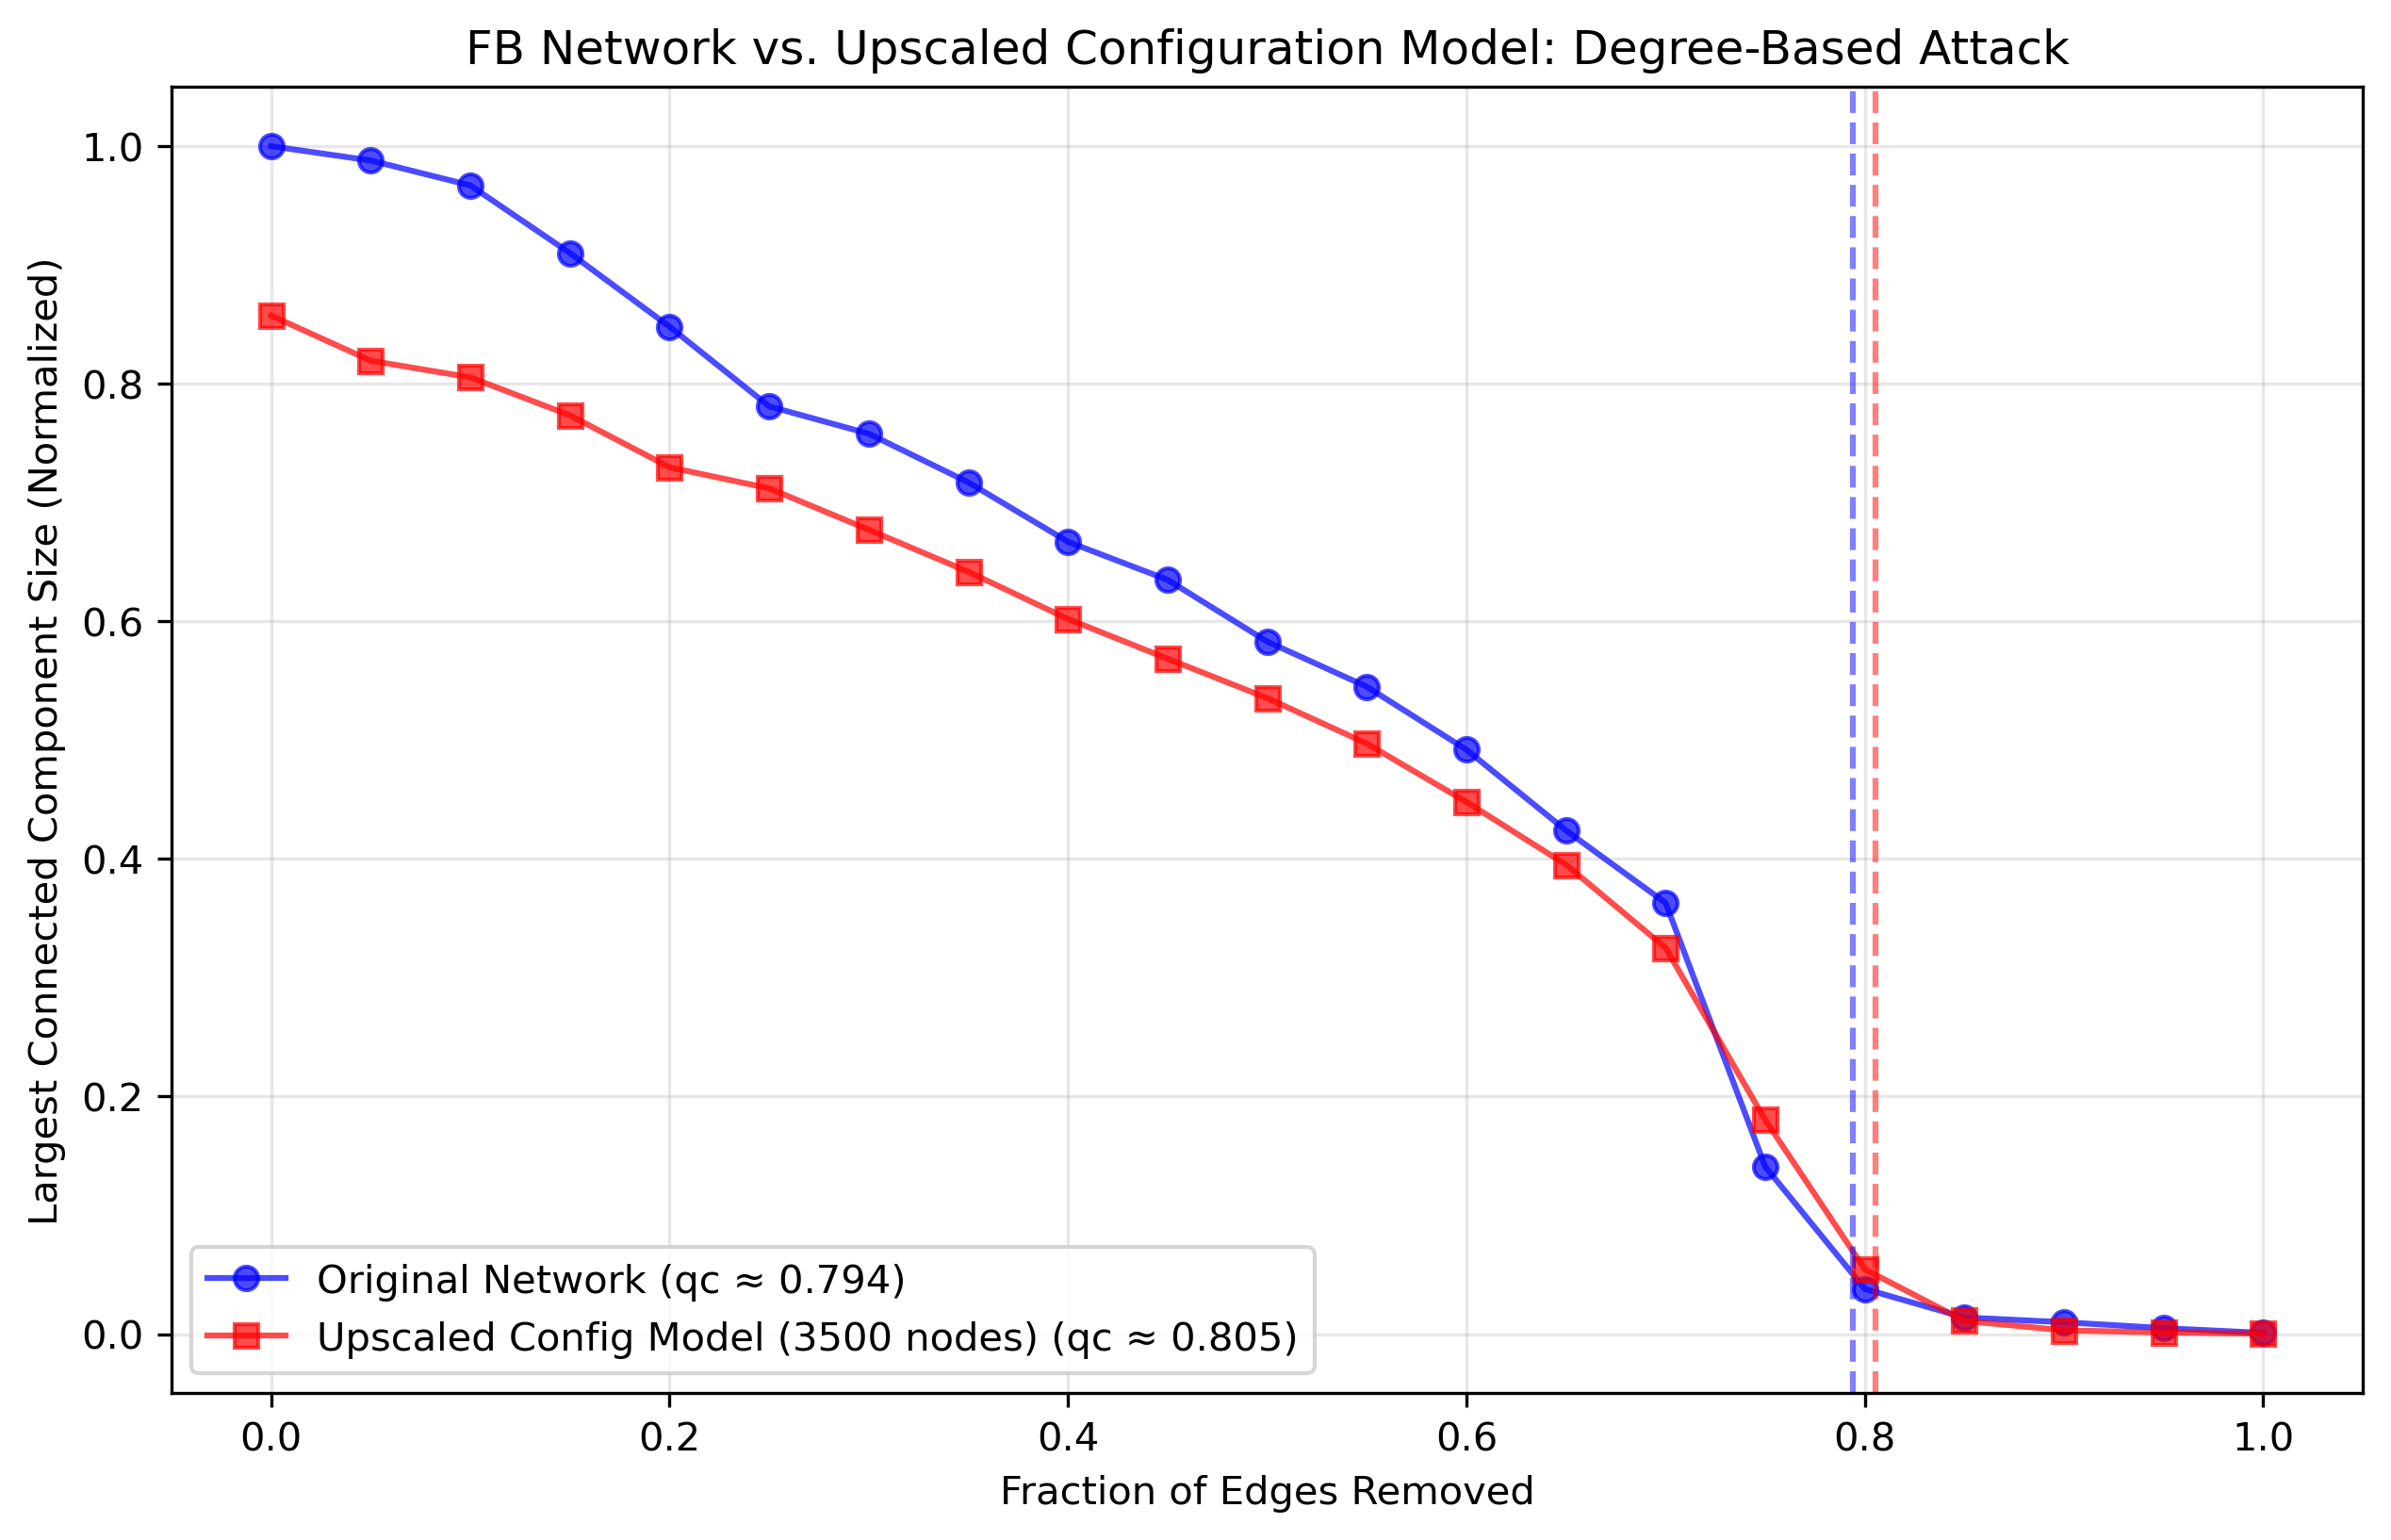 FB Network vs. Upscaled Configuration Model: Degree-Based Attack
Largest Connected Component Size (Normalized)
1.0
0.8
0.6
0.4
0.2
0.0
Original Network (qc ≈ 0.794)
Upscaled Config Model (3500 nodes) (qc ≈ 0.805)
0.0 0.2 0.4 0.6 0.8 1.0
Fraction of Edges Removed